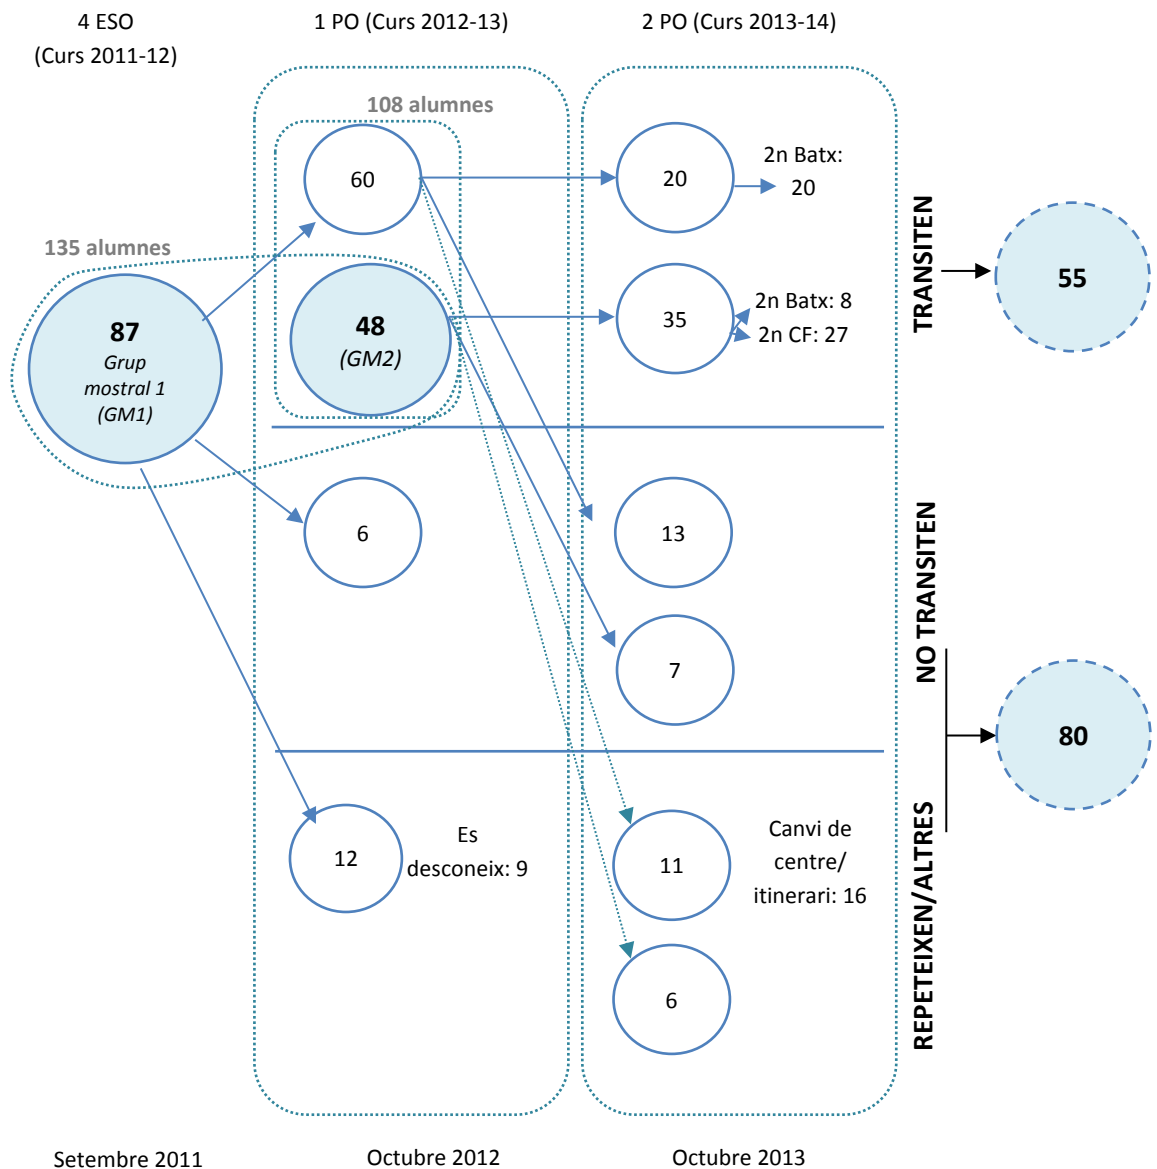 4 ESO
(Curs 2011-12)
1 PO (Curs 2012-13)
2 PO (Curs 2013-14)
108 alumnes
60
20
2n Batx:
20
135 alumnes
87
Grup
mostral 1
(GM1)
48
(GM2)
35
2n Batx: 8
2n CF: 27
TRANSITEN
55
6
13
7
NO TRANSITEN
80
12
Es
desconeix: 9
11
Canvi de
centre/
itinerari: 16
6
REPETEIXEN/ALTRES
Setembre 2011
Octubre 2012
Octubre 2013